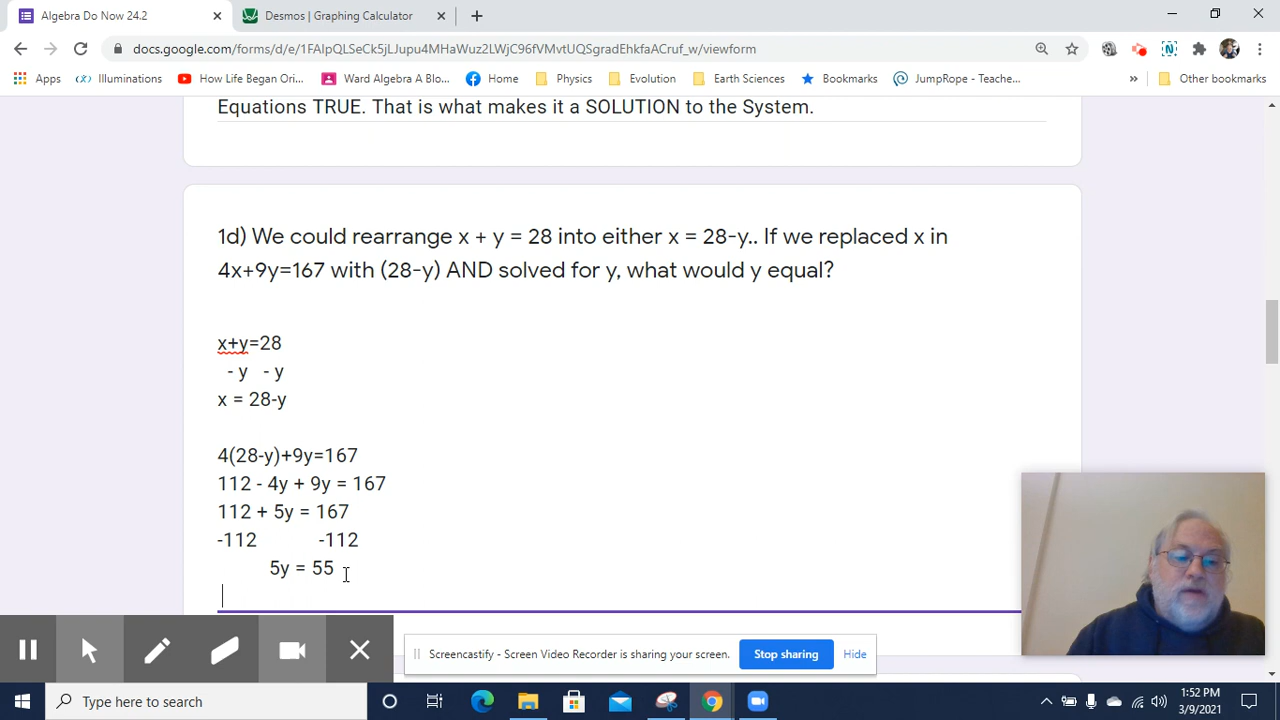 Algebra Do Now 24.2
Desmos | Graphing Calculator
docs.google.com/forms/d/e/1FAIpQLSeCk5jLJupu4MHaWuz2LWjC96fVMvtUQSgradEhkfaACruf_w/viewform
Apps
Illuminations
How Life Began Ori...
Ward Algebra A Blo...
Home
Physics
Evolution
Earth Sciences
Bookmarks
JumpRope - Teache...
»
Other bookmarks
Equations TRUE. That is what makes it a SOLUTION to the System.
1d) We could rearrange x + y = 28 into either x = 28-y.. If we replaced x in
4x+9y=167 with (28-y) AND solved for y, what would y equal?
x+y=28
- y - y
x = 28-y
4(28-y)+9y=167
112 - 4y + 9y = 167
112 + 5y = 167
-112 -112
5y = 55
Screencastify - Screen Video Recorder is sharing your screen.
Stop sharing
Hide
Type here to search
1:52 PM
3/9/2021